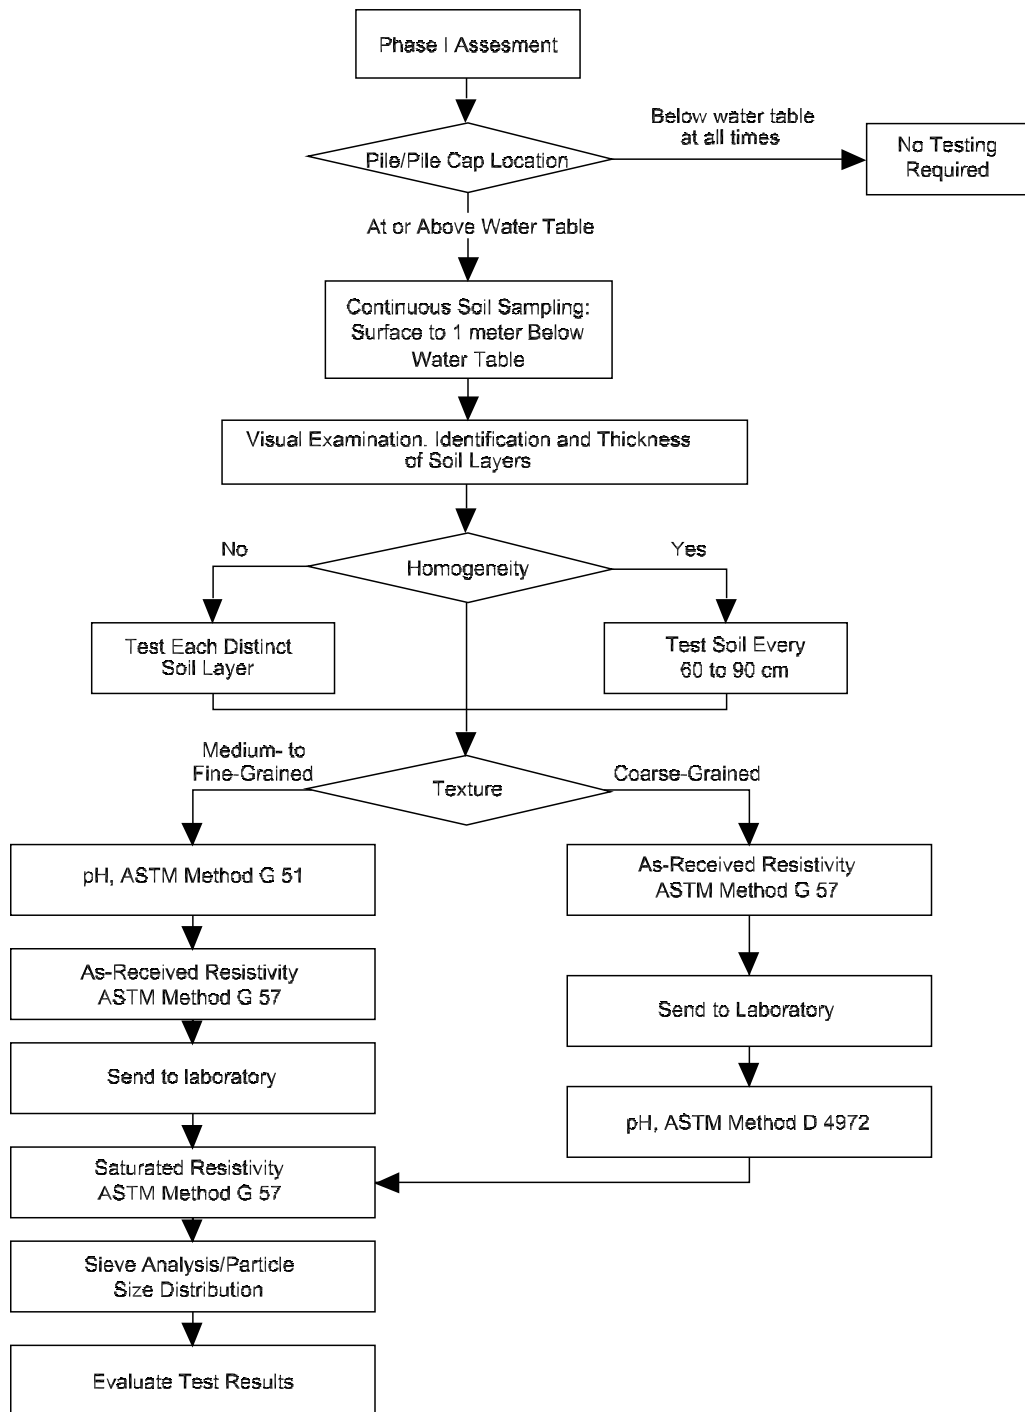 Phase I Assesment
Pile/Pile Cap Location
Below water table
at all times
No Testing
Required
At or Above Water Table
Continuous Soil Sampling:
Surface to 1 meter Below
Water Table
Visual Examination. Identification and Thickness
of Soil Layers
No
Homogeneity
Yes
Test Each Distinct
Soil Layer
Test Soil Every
60 to 90 cm
Medium- to
Fine-Grained
Texture
Coarse-Grained
pH, ASTM Method G 51
As-Received Resistivity
ASTM Method G 57
Send to laboratory
As-Received Resistivity
ASTM Method G 57
Send to Laboratory
pH, ASTM Method D 4972
Saturated Resistivity
ASTM Method G 57
Sieve Analysis/Particle
Size Distribution
Evaluate Test Results